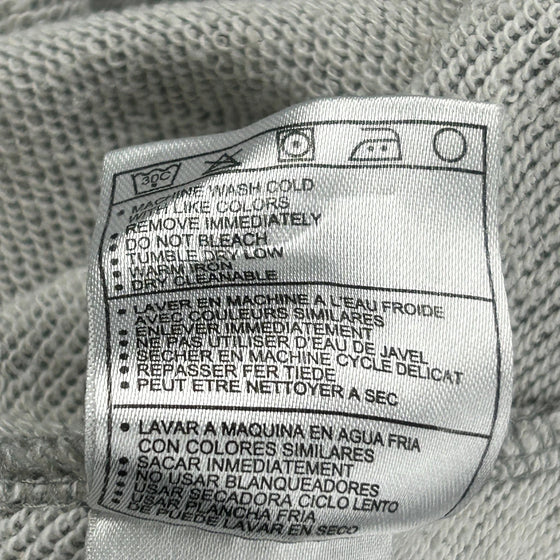 30C
• MACHINE WASH COLD
WITH LIKE COLORS
• REMOVE IMMEDIATELY
• DO NOT BLEACH
• TUMBLE DRY LOW
• WARM IRON
• DRY CLEANABLE
• LAVER EN MACHINE A L'EAU FROIDE
AVEC COULEURS SIMILARES
• ENLEVER IMMEDIATEMENT
• NE PAS UTILISER D'EAU DE JAVEL
• SECHER EN MACHINE CYCLE DELICAT
• REPASSER FER TIEDE
• PEUT ETRE NETTOYER A SEC
• LAVAR A MAQUINA EN AGUA FRIA
CON COLORES SIMILARES
• SACAR INMEDIATEMENT
• NO USAR BLANQUEADORES
• USAR SECADORA CICLO LENTO
• USAR PLANCHA FRIA
• DE PUEDE LAVAR EN SECO